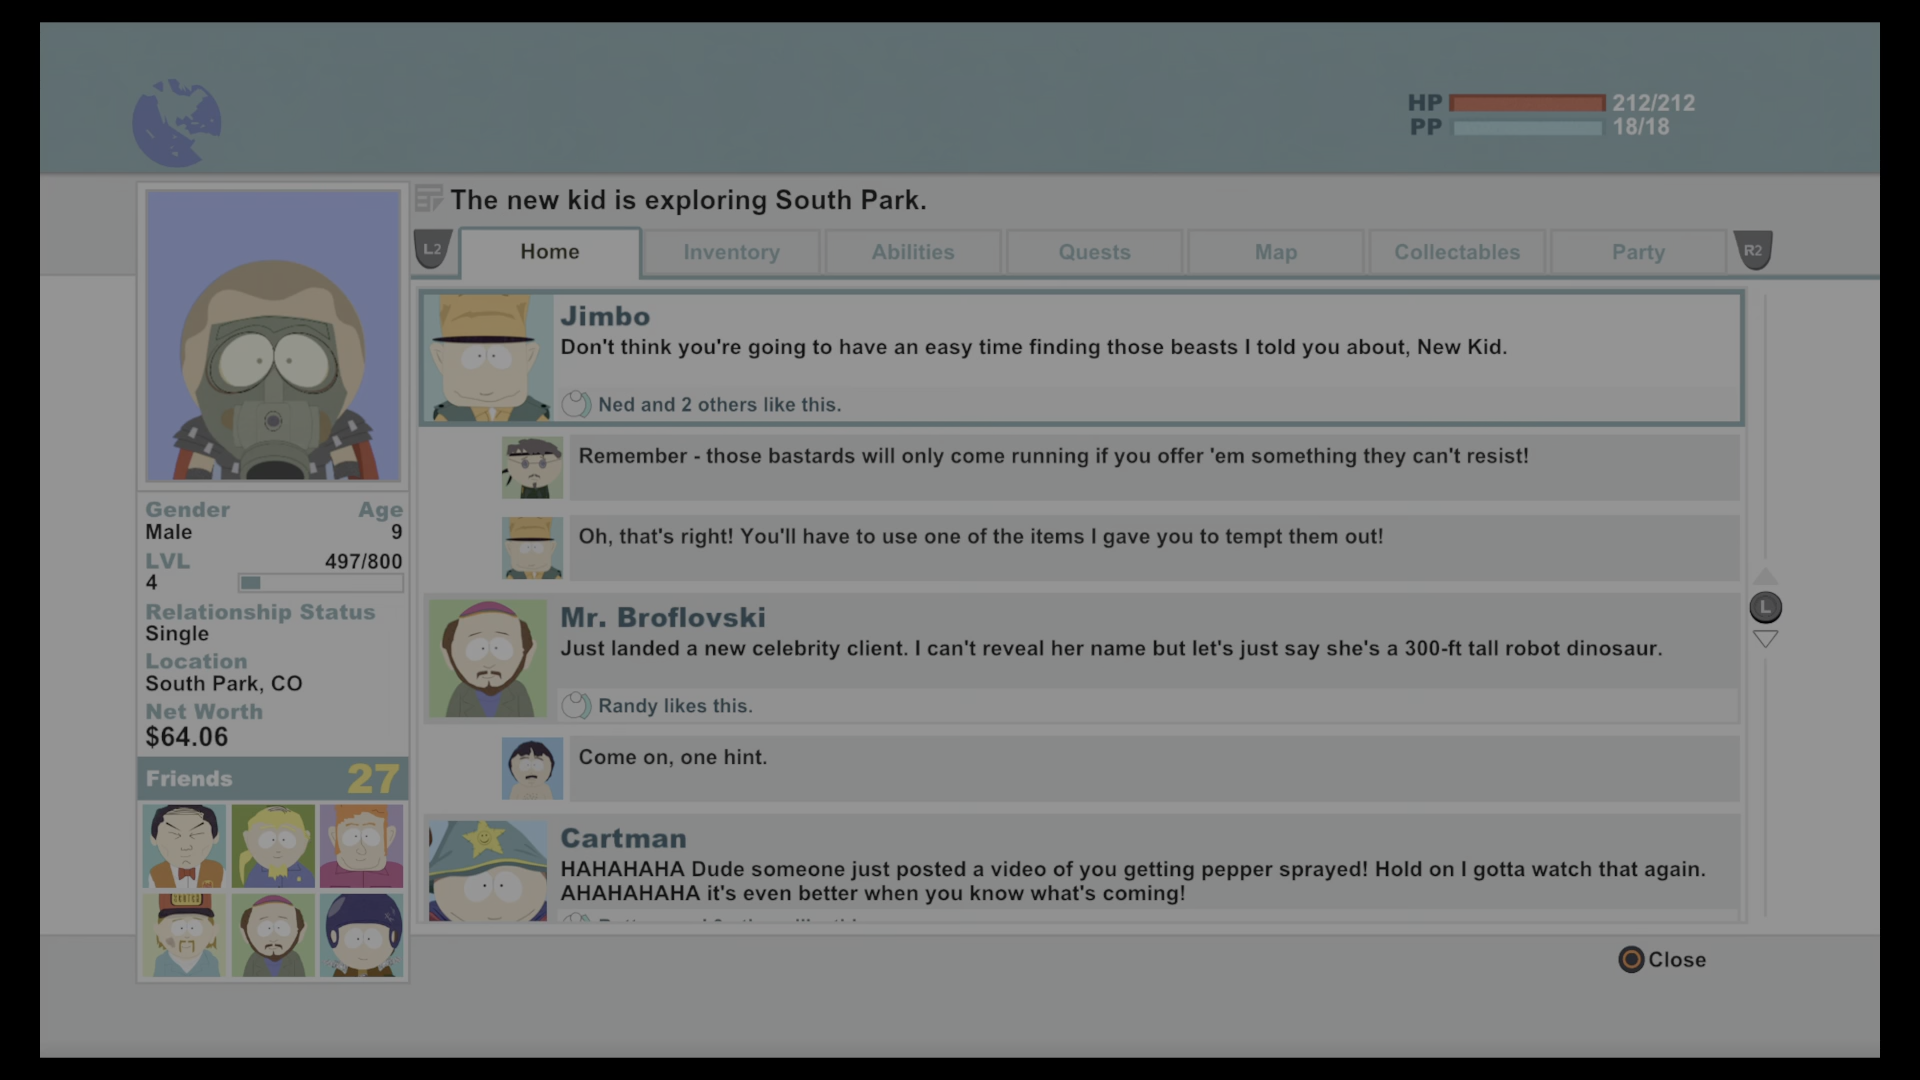 HP 212/212
PP 18/18
The new kid is exploring South Park.
L2 Home Inventory Abilities Quests Map Collectables Party R2
Gender Age
Male 9
LVL 497/800
4
Relationship Status
Single
Location
South Park, CO
Net Worth
$64.06
Friends 27
Jimbo
Don't think you're going to have an easy time finding those beasts I told you about, New Kid.
Ned and 2 others like this.
Remember - those bastards will only come running if you offer 'em something they can't resist!
Oh, that's right! You'll have to use one of the items I gave you to tempt them out!
Mr. Broflovski
Just landed a new celebrity client. I can't reveal her name but let's just say she's a 300-ft tall robot dinosaur.
Randy likes this.
Come on, one hint.
Cartman
HAHAHAHA Dude someone just posted a video of you getting pepper sprayed! Hold on I gotta watch that again.
AHAHAHAHA it's even better when you know what's coming!
L
Close